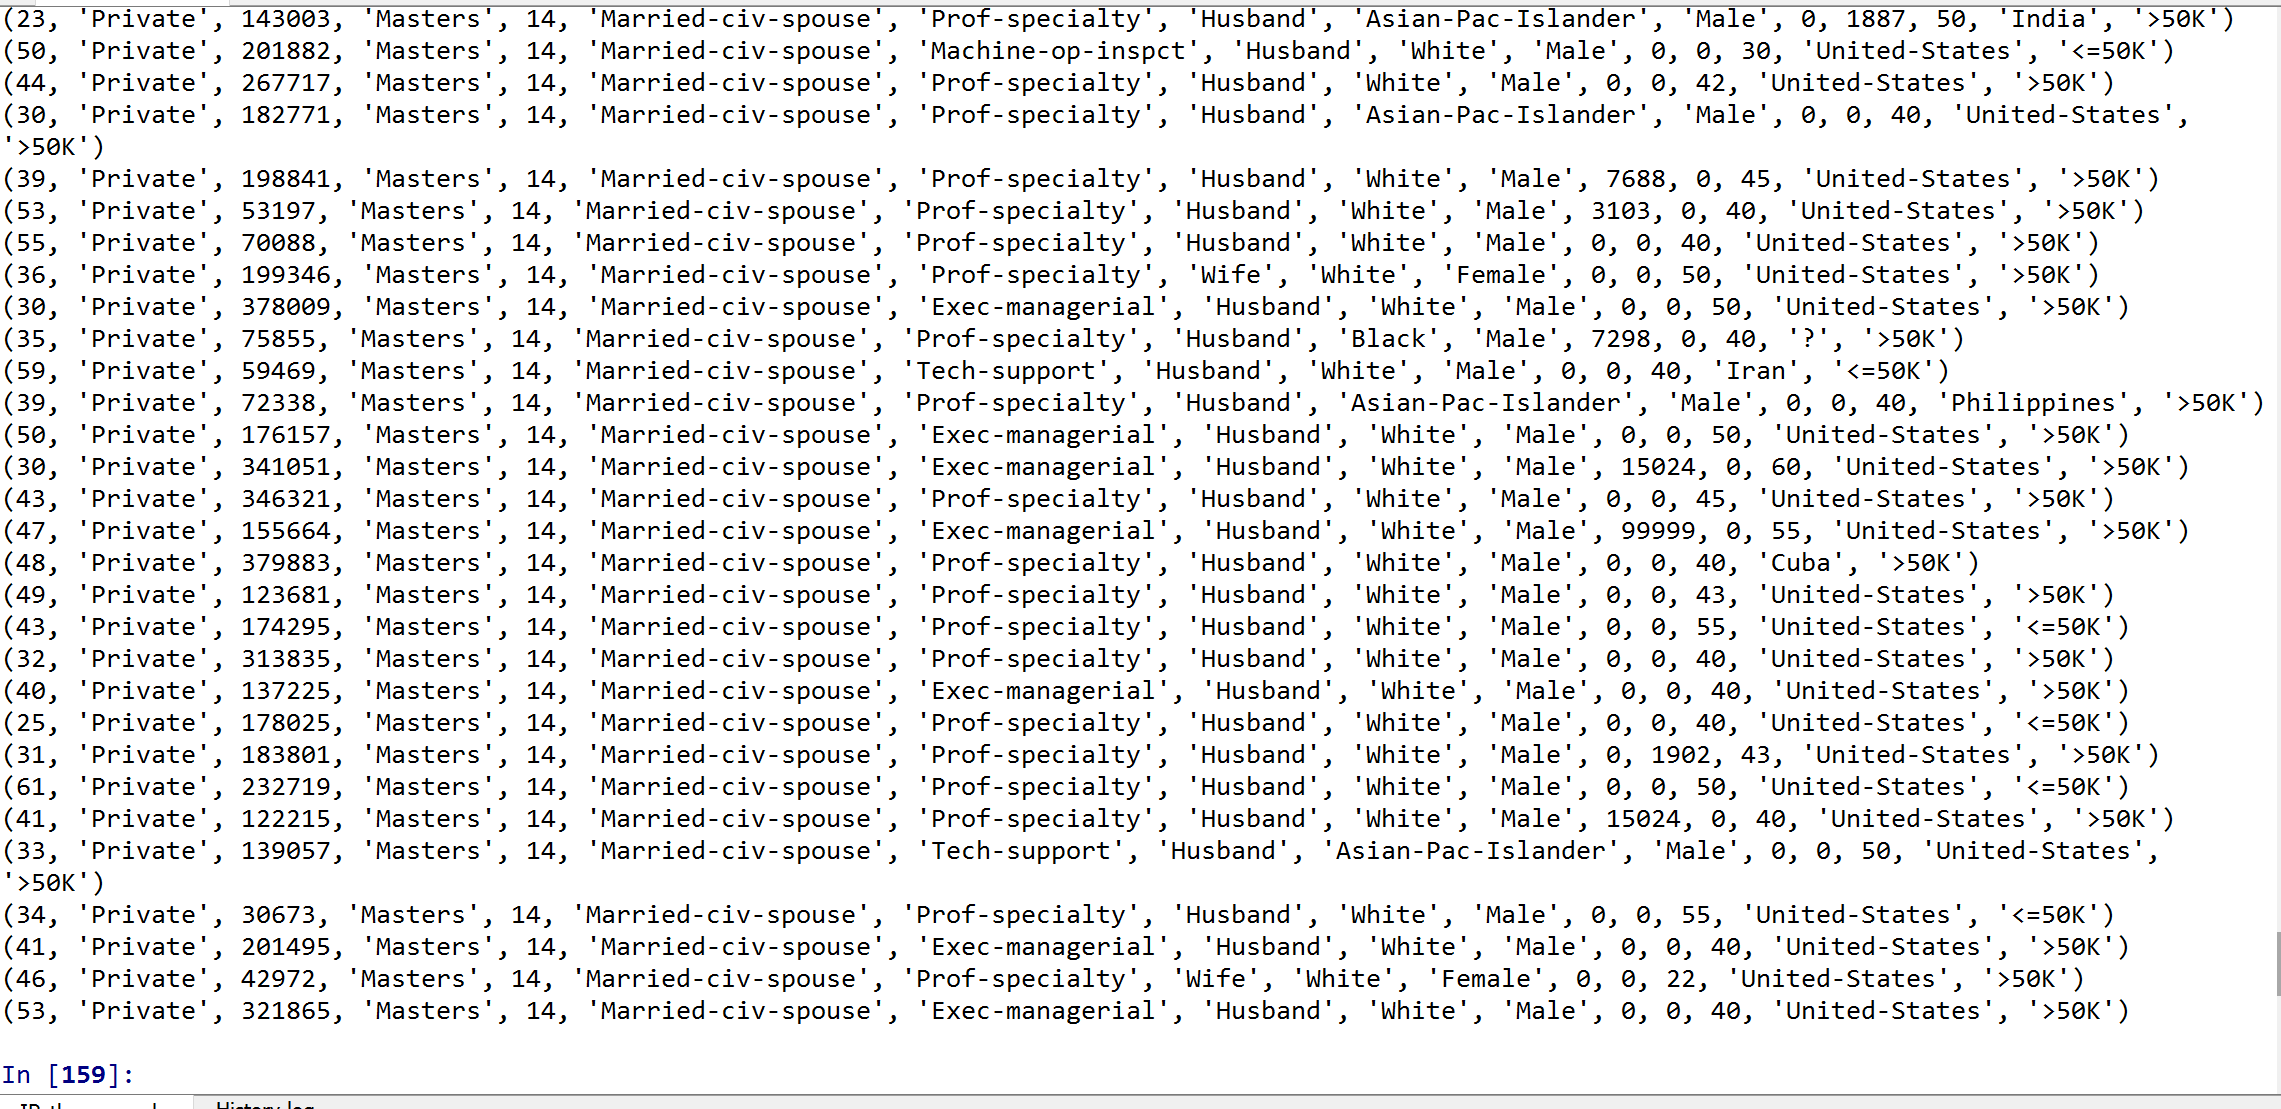 (23, 'Private', 143003, 'Masters', 14, 'Married-civ-spouse', 'Prof-specialty', 'Husband', 'Asian-Pac-Islander', 'Male', 0, 1887, 50, 'India', '>50K')
(50, 'Private', 201882, 'Masters', 14, 'Married-civ-spouse', 'Machine-op-inspct', 'Husband', 'White', 'Male', 0, 0, 30, 'United-States', '<=50K')
(44, 'Private', 267717, 'Masters', 14, 'Married-civ-spouse', 'Prof-specialty', 'Husband', 'White', 'Male', 0, 0, 42, 'United-States', '>50K')
(30, 'Private', 182771, 'Masters', 14, 'Married-civ-spouse', 'Prof-specialty', 'Husband', 'Asian-Pac-Islander', 'Male', 0, 0, 40, 'United-States',
'>50K')
(39, 'Private', 198841, 'Masters', 14, 'Married-civ-spouse', 'Prof-specialty', 'Husband', 'White', 'Male', 7688, 0, 45, 'United-States', '>50K')
(53, 'Private', 53197, 'Masters', 14, 'Married-civ-spouse', 'Prof-specialty', 'Husband', 'White', 'Male', 3103, 0, 40, 'United-States', '>50K')
(55, 'Private', 70088, 'Masters', 14, 'Married-civ-spouse', 'Prof-specialty', 'Husband', 'White', 'Male', 0, 0, 40, 'United-States', '>50K')
(36, 'Private', 199346, 'Masters', 14, 'Married-civ-spouse', 'Prof-specialty', 'Wife', 'White', 'Female', 0, 0, 50, 'United-States', '>50K')
(30, 'Private', 378009, 'Masters', 14, 'Married-civ-spouse', 'Exec-managerial', 'Husband', 'White', 'Male', 0, 0, 50, 'United-States', '>50K')
(35, 'Private', 75855, 'Masters', 14, 'Married-civ-spouse', 'Prof-specialty', 'Husband', 'Black', 'Male', 7298, 0, 40, '?', '>50K')
(59, 'Private', 59469, 'Masters', 14, 'Married-civ-spouse', 'Tech-support', 'Husband', 'White', 'Male', 0, 0, 40, 'Iran', '<=50K')
(39, 'Private', 72338, 'Masters', 14, 'Married-civ-spouse', 'Prof-specialty', 'Husband', 'Asian-Pac-Islander', 'Male', 0, 0, 40, 'Philippines', '>50K')
(50, 'Private', 176157, 'Masters', 14, 'Married-civ-spouse', 'Exec-managerial', 'Husband', 'White', 'Male', 0, 0, 50, 'United-States', '>50K')
(30, 'Private', 341051, 'Masters', 14, 'Married-civ-spouse', 'Exec-managerial', 'Husband', 'White', 'Male', 15024, 0, 60, 'United-States', '>50K')
(43, 'Private', 346321, 'Masters', 14, 'Married-civ-spouse', 'Prof-specialty', 'Husband', 'White', 'Male', 0, 0, 45, 'United-States', '>50K')
(47, 'Private', 155664, 'Masters', 14, 'Married-civ-spouse', 'Exec-managerial', 'Husband', 'White', 'Male', 99999, 0, 55, 'United-States', '>50K')
(48, 'Private', 379883, 'Masters', 14, 'Married-civ-spouse', 'Prof-specialty', 'Husband', 'White', 'Male', 0, 0, 40, 'Cuba', '>50K')
(49, 'Private', 123681, 'Masters', 14, 'Married-civ-spouse', 'Prof-specialty', 'Husband', 'White', 'Male', 0, 0, 43, 'United-States', '>50K')
(43, 'Private', 174295, 'Masters', 14, 'Married-civ-spouse', 'Prof-specialty', 'Husband', 'White', 'Male', 0, 0, 55, 'United-States', '<=50K')
(32, 'Private', 313835, 'Masters', 14, 'Married-civ-spouse', 'Prof-specialty', 'Husband', 'White', 'Male', 0, 0, 40, 'United-States', '>50K')
(40, 'Private', 137225, 'Masters', 14, 'Married-civ-spouse', 'Exec-managerial', 'Husband', 'White', 'Male', 0, 0, 40, 'United-States', '>50K')
(25, 'Private', 178025, 'Masters', 14, 'Married-civ-spouse', 'Prof-specialty', 'Husband', 'White', 'Male', 0, 0, 40, 'United-States', '<=50K')
(31, 'Private', 183801, 'Masters', 14, 'Married-civ-spouse', 'Prof-specialty', 'Husband', 'White', 'Male', 0, 1902, 43, 'United-States', '>50K')
(61, 'Private', 232719, 'Masters', 14, 'Married-civ-spouse', 'Prof-specialty', 'Husband', 'White', 'Male', 0, 0, 50, 'United-States', '<=50K')
(41, 'Private', 122215, 'Masters', 14, 'Married-civ-spouse', 'Prof-specialty', 'Husband', 'White', 'Male', 15024, 0, 40, 'United-States', '>50K')
(33, 'Private', 139057, 'Masters', 14, 'Married-civ-spouse', 'Tech-support', 'Husband', 'Asian-Pac-Islander', 'Male', 0, 0, 50, 'United-States',
'>50K')
(34, 'Private', 30673, 'Masters', 14, 'Married-civ-spouse', 'Prof-specialty', 'Husband', 'White', 'Male', 0, 0, 55, 'United-States', '<=50K')
(41, 'Private', 201495, 'Masters', 14, 'Married-civ-spouse', 'Exec-managerial', 'Husband', 'White', 'Male', 0, 0, 40, 'United-States', '>50K')
(46, 'Private', 42972, 'Masters', 14, 'Married-civ-spouse', 'Prof-specialty', 'Wife', 'White', 'Female', 0, 0, 22, 'United-States', '>50K')
(53, 'Private', 321865, 'Masters', 14, 'Married-civ-spouse', 'Exec-managerial', 'Husband', 'White', 'Male', 0, 0, 40, 'United-States', '>50K')
In [159]:
History log